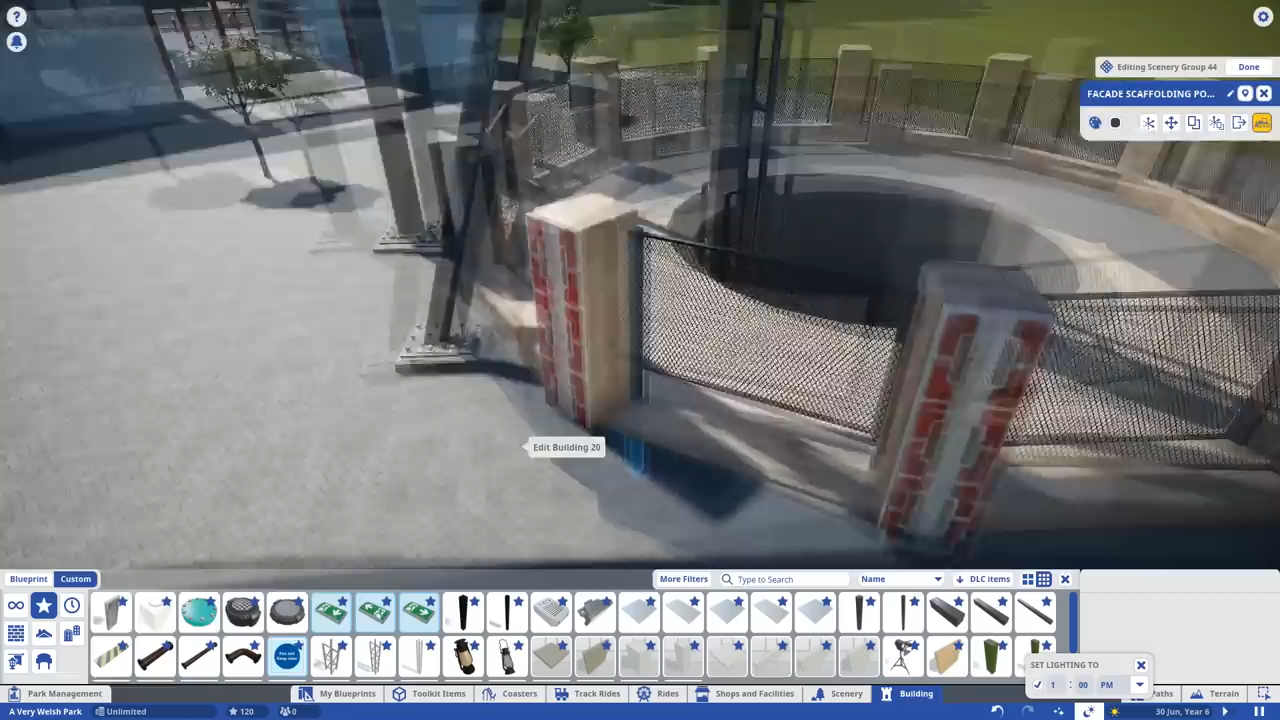 Editing Scenery Group 44
Done
FACADE SCAFFOLDING PO...
Edit Building 20
Blueprint
Custom
More Filters
Type to Search
Name
DLC items
SET LIGHTING TO
1 : 00 PM
Park Management
My Blueprints
Toolkit Items
Coasters
Track Rides
Rides
Shops and Facilities
Scenery
Building
Paths
Terrain
A Very Welsh Park
Unlimited
120
0
30 Jun, Year 6